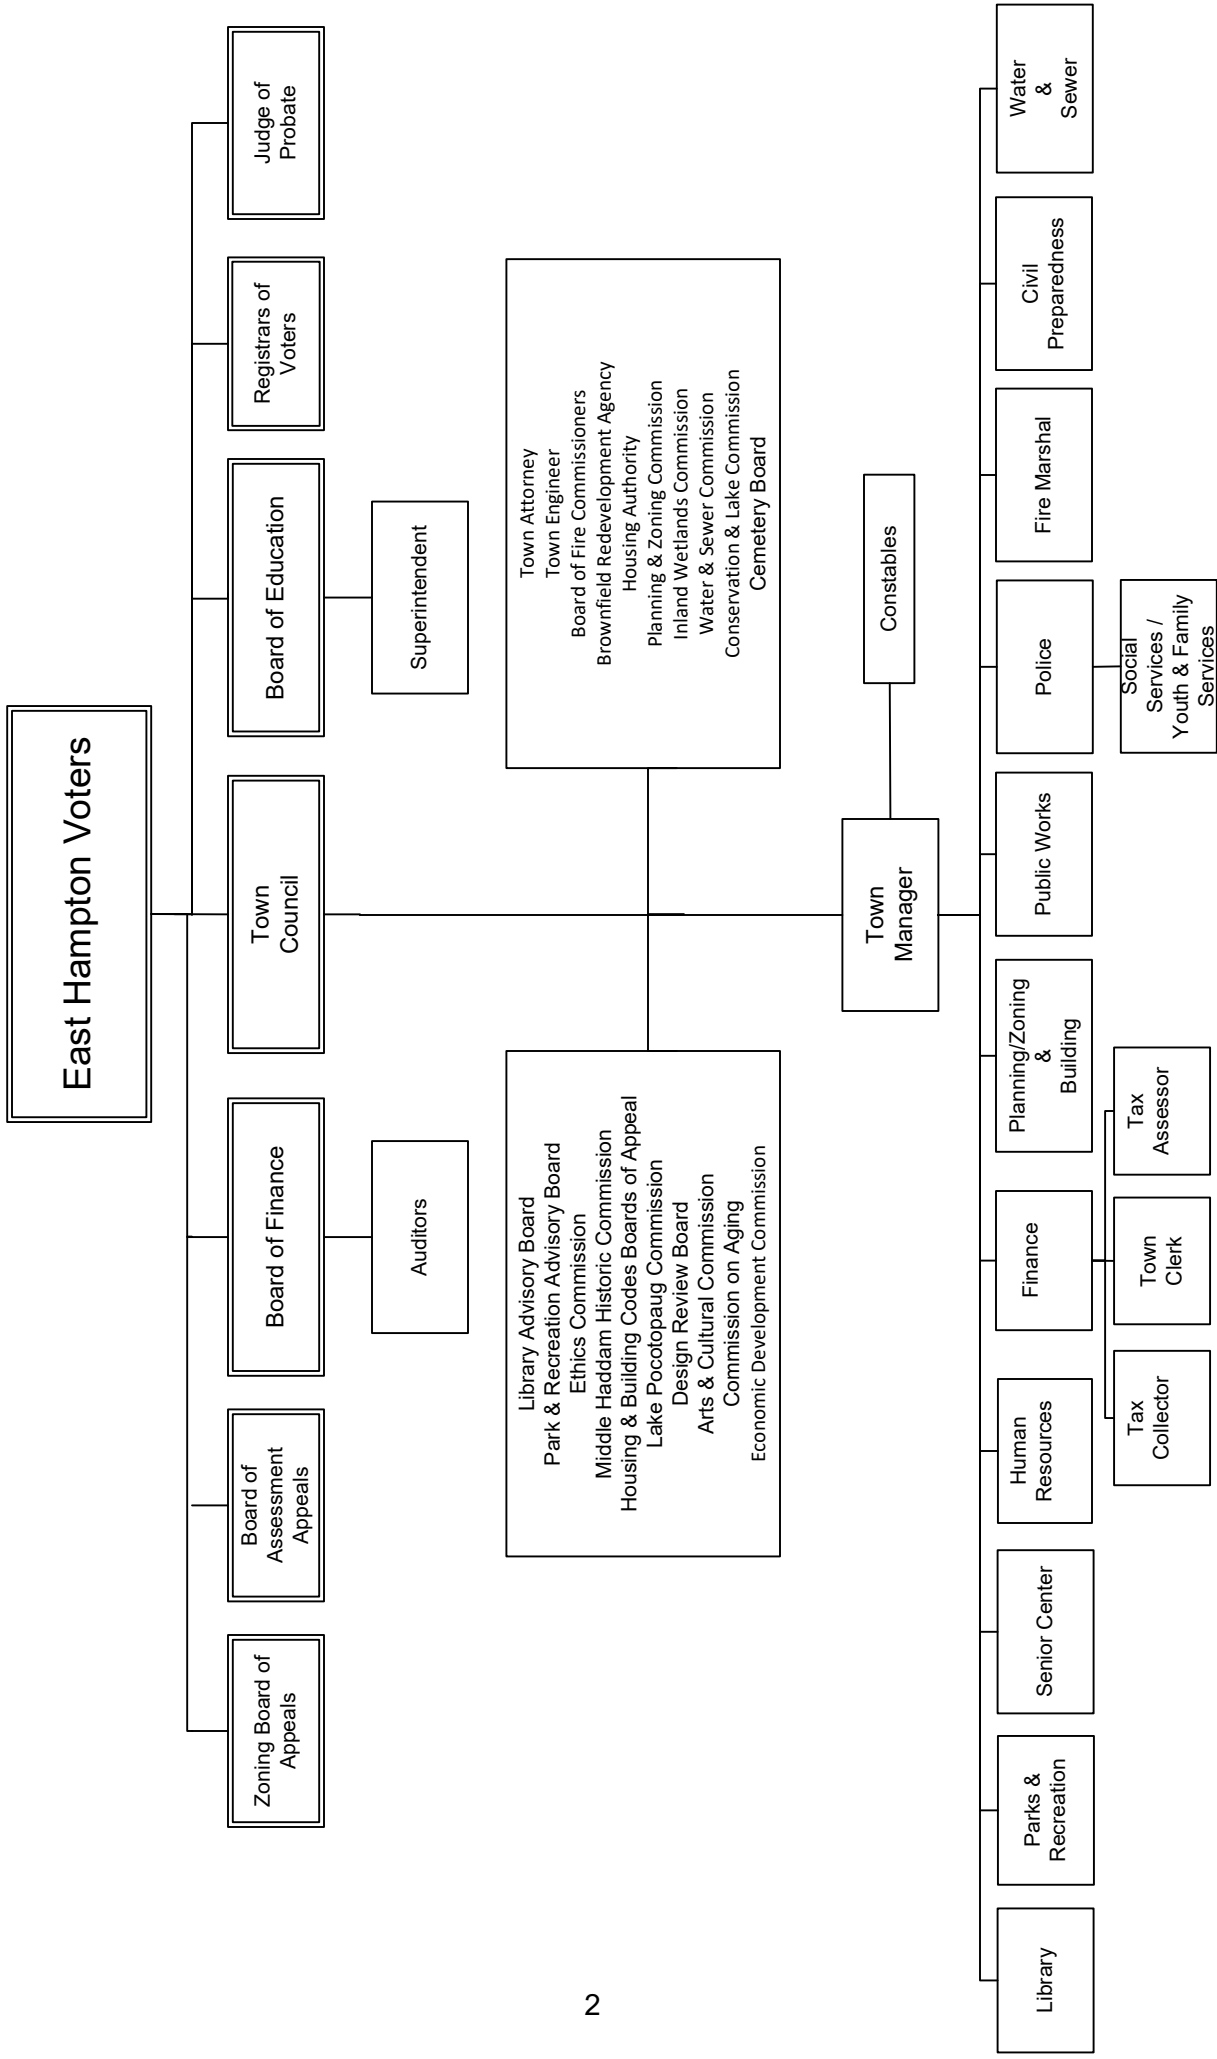 East Hampton Voters
Zoning Board of
Appeals
Board of
Assessment
Appeals
Board of Finance
Town
Council
Board of Education
Registrars of
Voters
Judge of
Probate
Auditors
Superintendent
Library Advisory Board
Park & Recreation Advisory Board
Ethics Commission
Middle Haddam Historic Commission
Housing & Building Codes Boards of Appeal
Lake Pocotopaug Commission
Design Review Board
Arts & Cultural Commission
Commission on Aging
Economic Development Commission
Town Attorney
Town Engineer
Board of Fire Commissioners
Brownfield Redevelopment Agency
Housing Authority
Planning & Zoning Commission
Inland Wetlands Commission
Water & Sewer Commission
Conservation & Lake Commission
Cemetery Board
Town
Manager
Constables
Library
Parks &
Recreation
Senior Center
Human
Resources
Finance
Planning/Zoning
&
Building
Public Works
Police
Fire Marshal
Civil
Preparedness
Water
&
Sewer
Tax
Collector
Town
Clerk
Tax
Assessor
Social
Services /
Youth & Family
Services
2